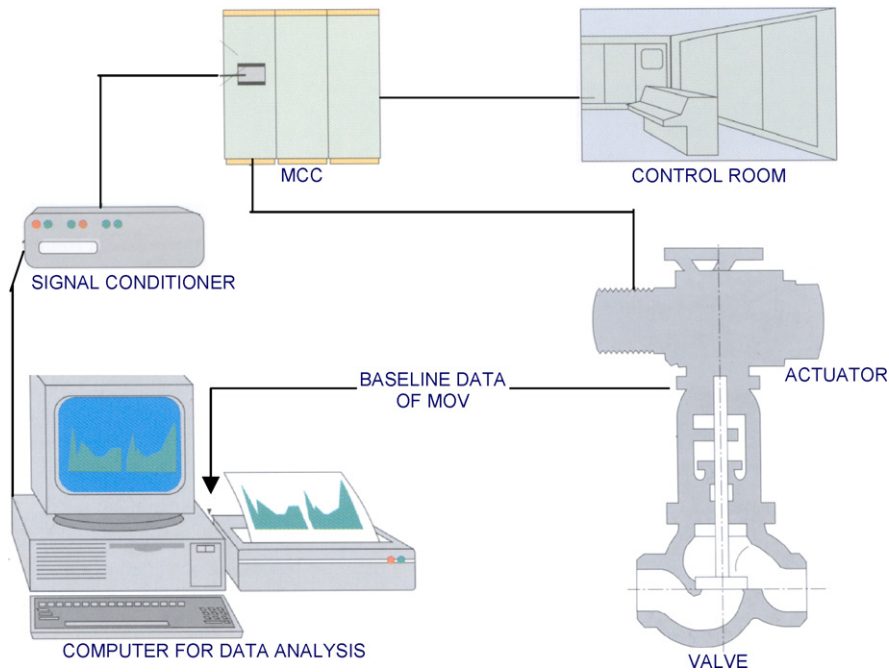 MCC
CONTROL ROOM
SIGNAL CONDITIONER
BASELINE DATA
OF MOV
ACTUATOR
COMPUTER FOR DATA ANALYSIS
VALVE